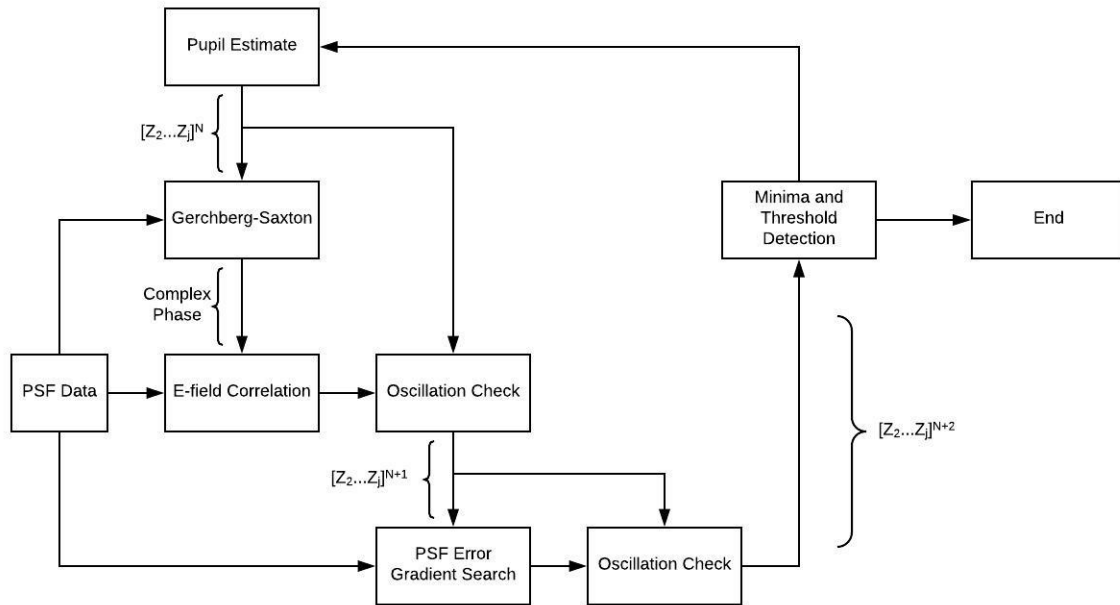 Pupil Estimate
[Z₂...Zⱼ]ᴺ
Gerchberg-Saxton
Minima and
Threshold
Detection
End
Complex
Phase
PSF Data
E-field Correlation
Oscillation Check
[Z₂...Zⱼ]ᴺ⁺²
[Z₂...Zⱼ]ᴺ⁺¹
PSF Error
Gradient Search
Oscillation Check